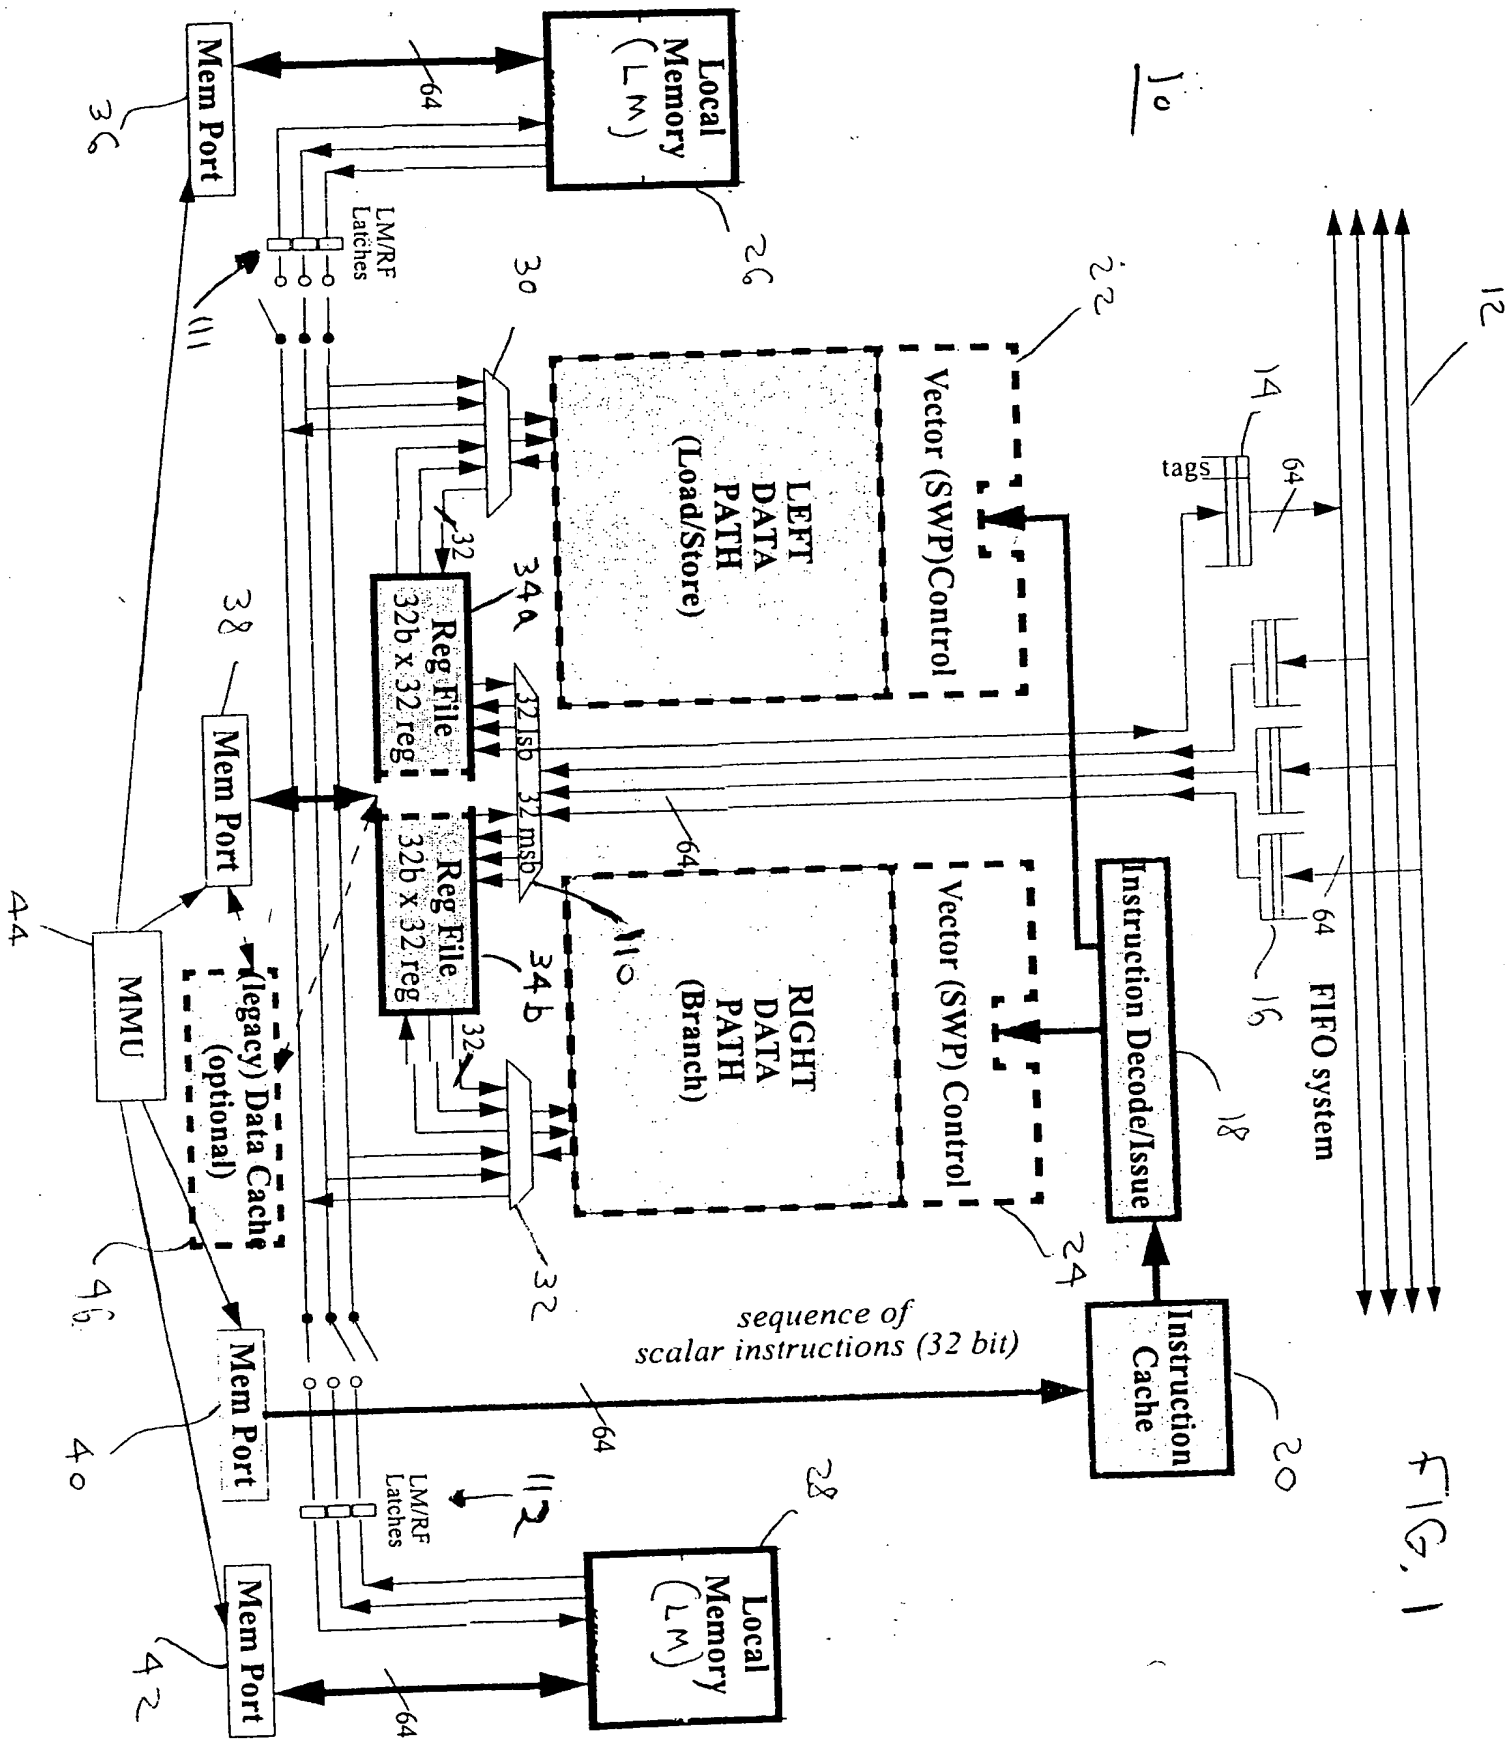 FIG. 1
10
12
14
tags
64
64
16
FIFO system
18
Instruction Decode/Issue
20
Instruction
Cache
22
Vector (SWP)Control
LEFT
DATA
PATH
(Load/Store)
24
Vector (SWP) Control
RIGHT
DATA
PATH
(Branch)
sequence of
scalar instructions (32 bit)
64
64
26
Local
Memory
(LM)
28
Local
Memory
(LM)
30
32
32 lsb 32 msb
110
32
34a
Reg File
32b x 32 reg
34b
Reg File
32b x 32 reg
32
LM/RF
Latches
111
LM/RF
Latches
112
64
64
Mem Port
36
Mem Port
38
Mem Port
40
Mem Port
42
MMU
44
(legacy) Data Cache
(optional)
46